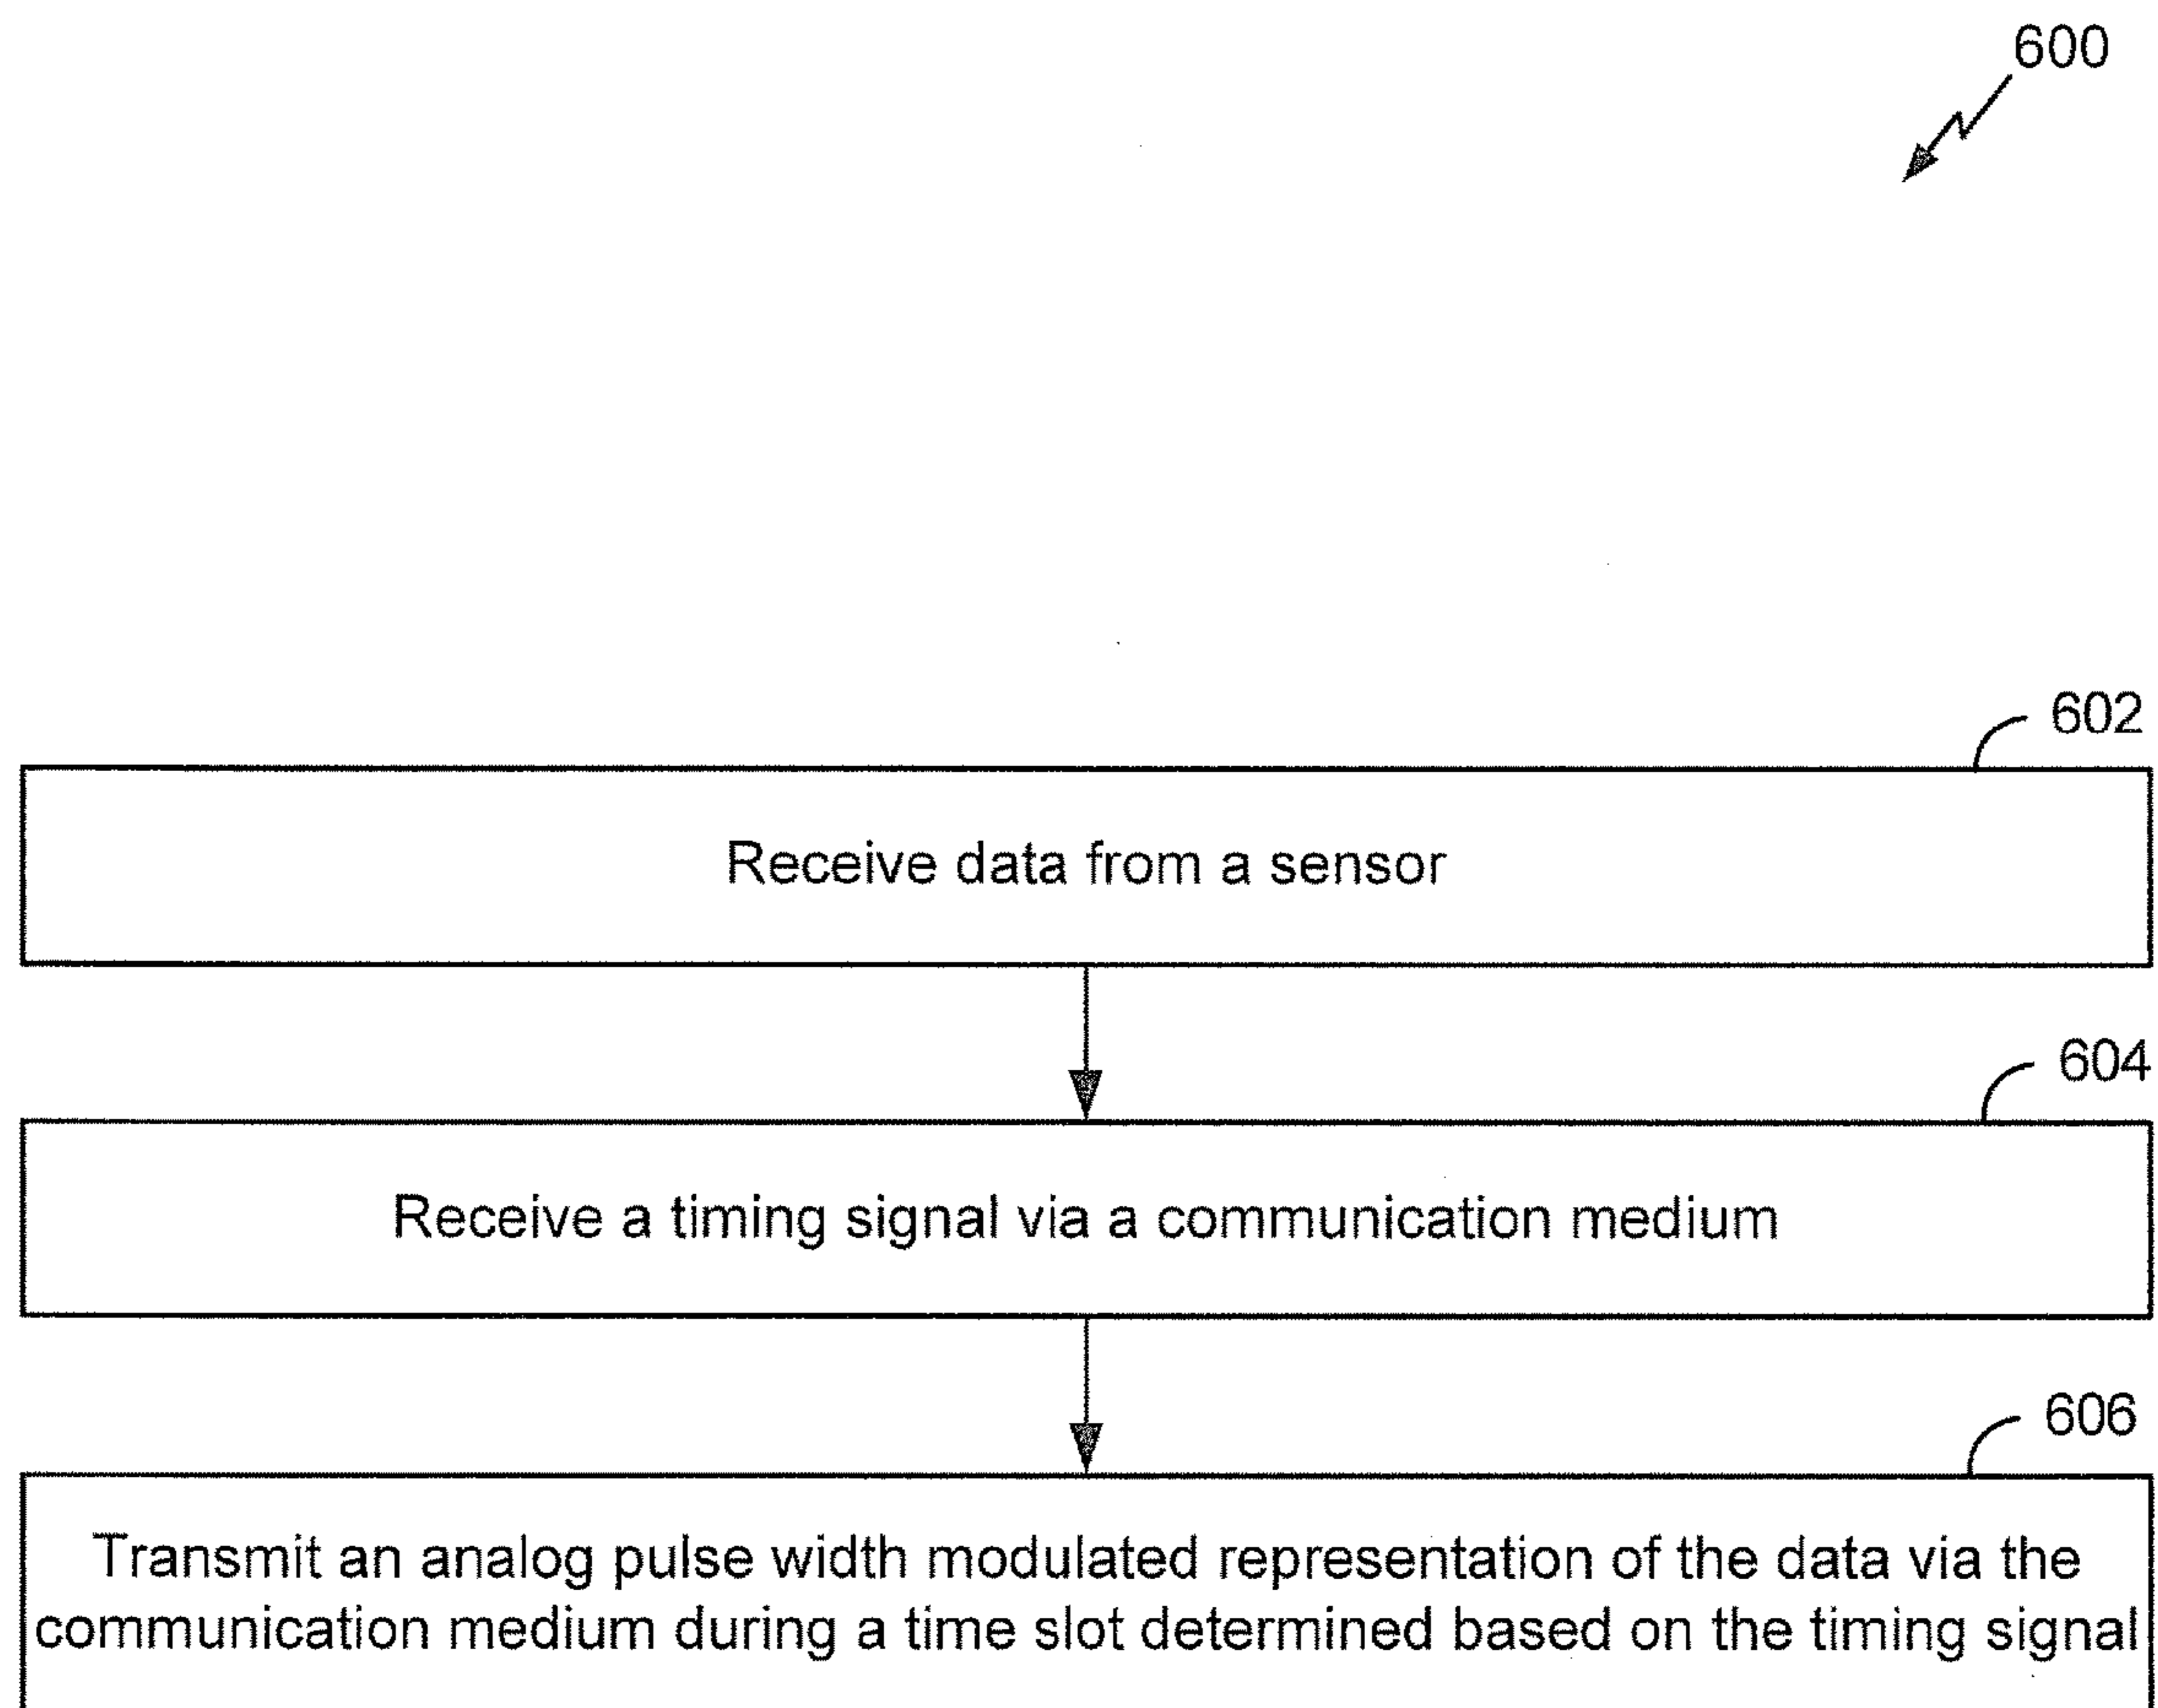 600
602
Receive data from a sensor
604
Receive a timing signal via a communication medium
606
Transmit an analog pulse width modulated representation of the data via the
communication medium during a time slot determined based on the timing signal